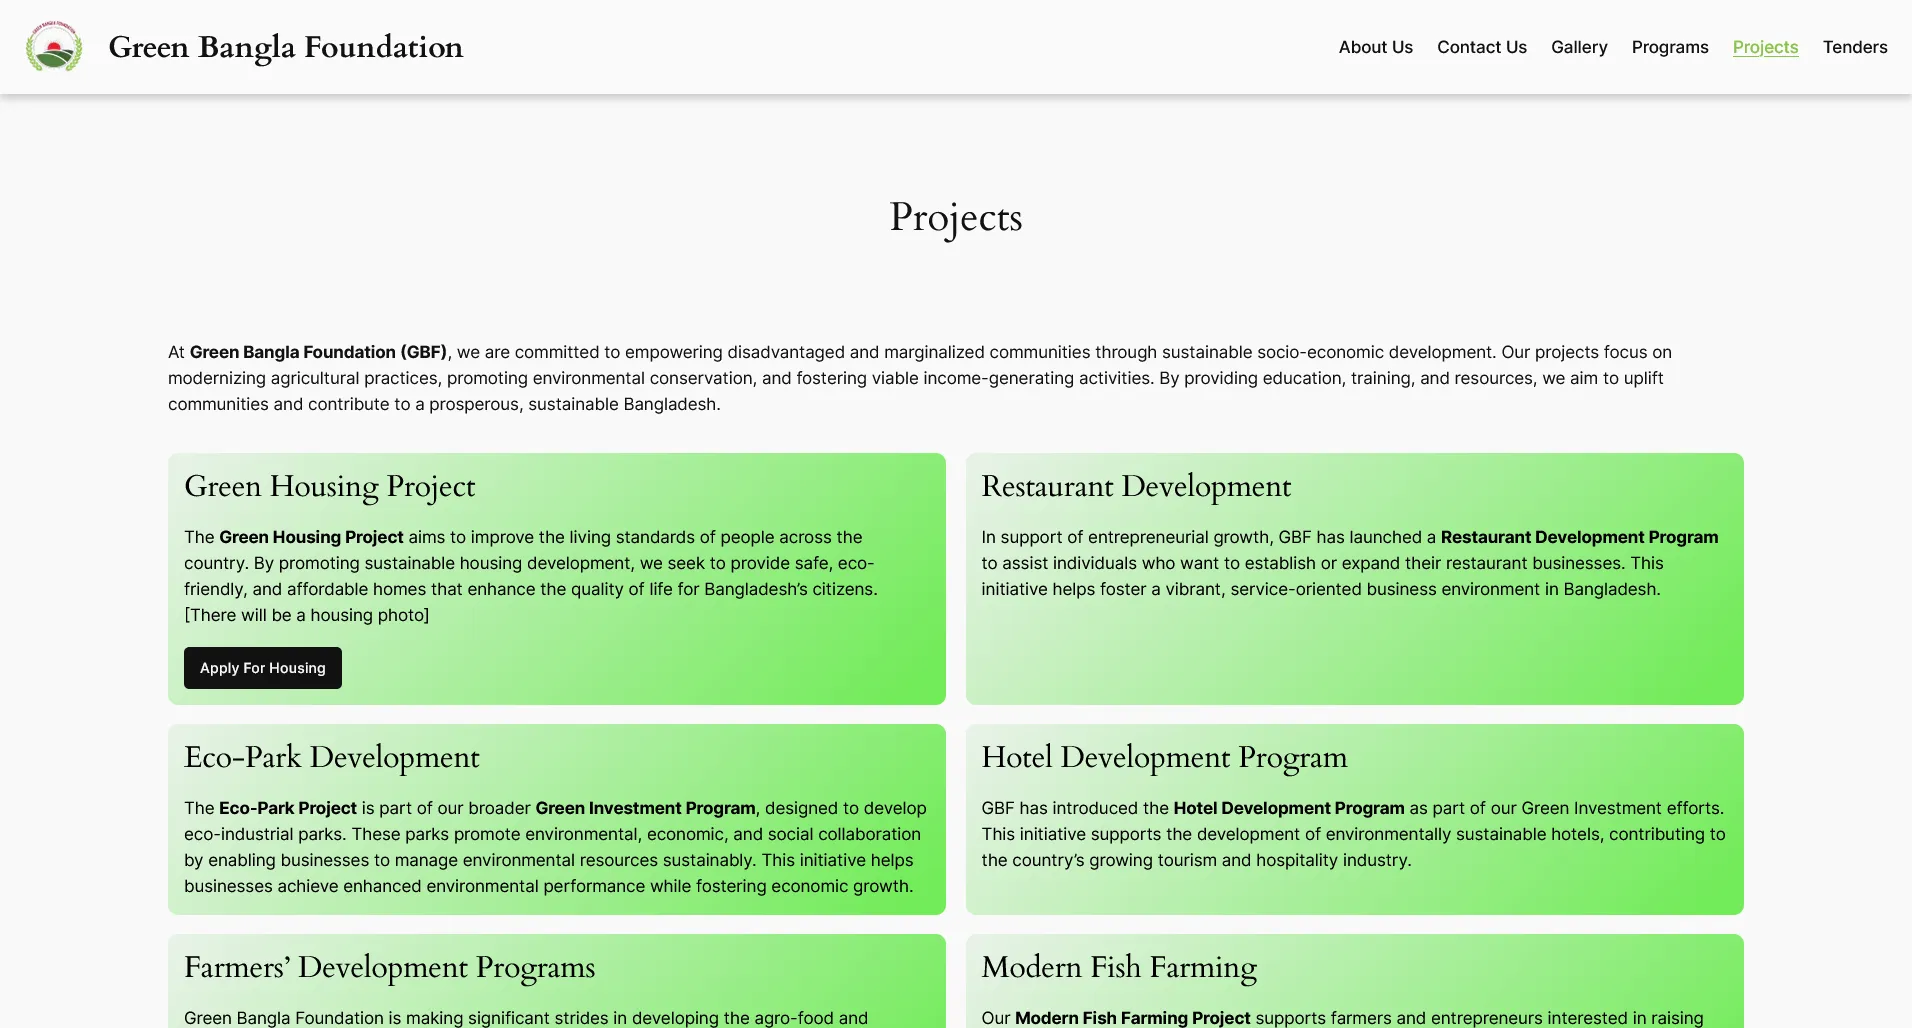 GREEN BANGLA FOUNDATION
Green Bangla Foundation
About Us
Contact Us
Gallery
Programs
Projects
Tenders
Projects
At Green Bangla Foundation (GBF), we are committed to empowering disadvantaged and marginalized communities through sustainable socio-economic development. Our projects focus on
modernizing agricultural practices, promoting environmental conservation, and fostering viable income-generating activities. By providing education, training, and resources, we aim to uplift
communities and contribute to a prosperous, sustainable Bangladesh.
Green Housing Project
The Green Housing Project aims to improve the living standards of people across the
country. By promoting sustainable housing development, we seek to provide safe, eco-
friendly, and affordable homes that enhance the quality of life for Bangladesh’s citizens.
[There will be a housing photo]
Apply For Housing
Restaurant Development
In support of entrepreneurial growth, GBF has launched a Restaurant Development Program
to assist individuals who want to establish or expand their restaurant businesses. This
initiative helps foster a vibrant, service-oriented business environment in Bangladesh.
Eco-Park Development
The Eco-Park Project is part of our broader Green Investment Program, designed to develop
eco-industrial parks. These parks promote environmental, economic, and social collaboration
by enabling businesses to manage environmental resources sustainably. This initiative helps
businesses achieve enhanced environmental performance while fostering economic growth.
Hotel Development Program
GBF has introduced the Hotel Development Program as part of our Green Investment efforts.
This initiative supports the development of environmentally sustainable hotels, contributing to
the country’s growing tourism and hospitality industry.
Farmers’ Development Programs
Green Bangla Foundation is making significant strides in developing the agro-food and
Modern Fish Farming
Our Modern Fish Farming Project supports farmers and entrepreneurs interested in raising